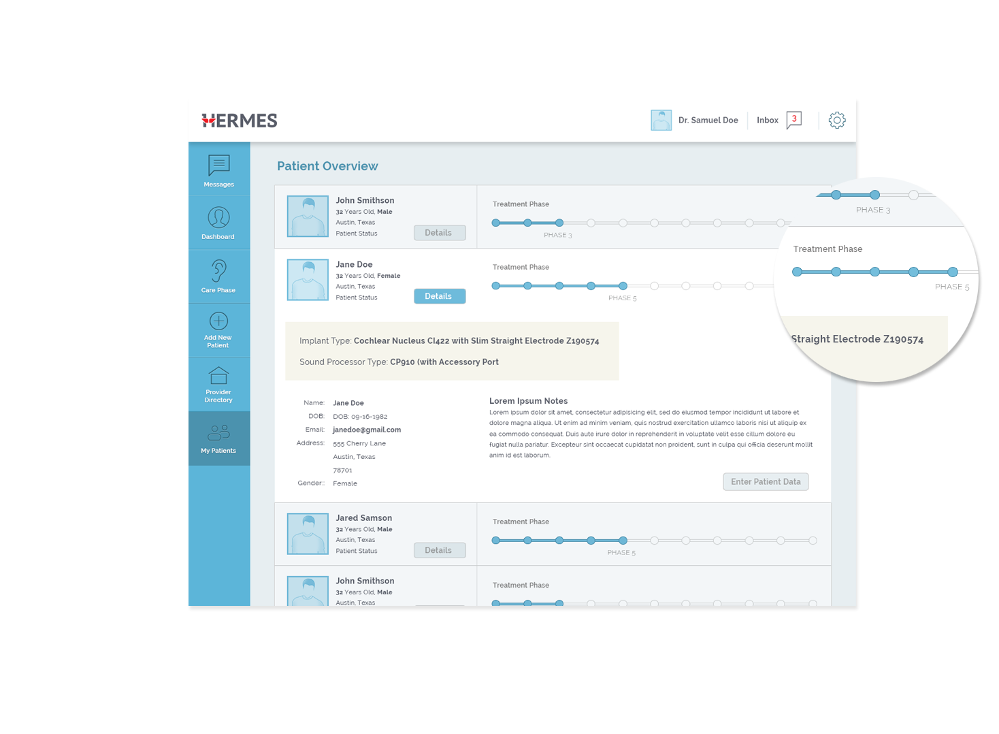 HERMES
Dr. Samuel Doe
Inbox
3
Messages
Dashboard
Care Phase
Add New
Patient
Provider
Directory
My Patients
Patient Overview
John Smithson
32 Years Old, Male
Austin, Texas
Patient Status
Details
Treatment Phase
PHASE 3
Jane Doe
32 Years Old, Female
Austin, Texas
Patient Status
Details
Treatment Phase
PHASE 5
PHASE 3
Treatment Phase
PHASE 5
Straight Electrode Z190574
Implant Type: Cochlear Nucleus CI422 with Slim Straight Electrode Z190574
Sound Processor Type: CP910 (with Accessory Port
Name: Jane Doe
DOB: DOB: 09-16-1982
Email: janedoe@gmail.com
Address: 555 Cherry Lane
Austin, Texas
78701
Gender:: Female
Lorem Ipsum Notes
Lorem ipsum dolor sit amet, consectetur adipisicing elit, sed do eiusmod tempor incididunt ut labore et
dolore magna aliqua. Ut enim ad minim veniam, quis nostrud exercitation ullamco laboris nisi ut aliquip ex
ea commodo consequat. Duis aute irure dolor in reprehenderit in voluptate velit esse cillum dolore eu
fugiat nulla pariatur. Excepteur sint occaecat cupidatat non proident, sunt in culpa qui officia deserunt mollit
anim id est laborum.
Enter Patient Data
Jared Samson
32 Years Old, Male
Austin, Texas
Patient Status
Details
Treatment Phase
PHASE 5
John Smithson
32 Years Old, Male
Austin, Texas
Treatment Phase